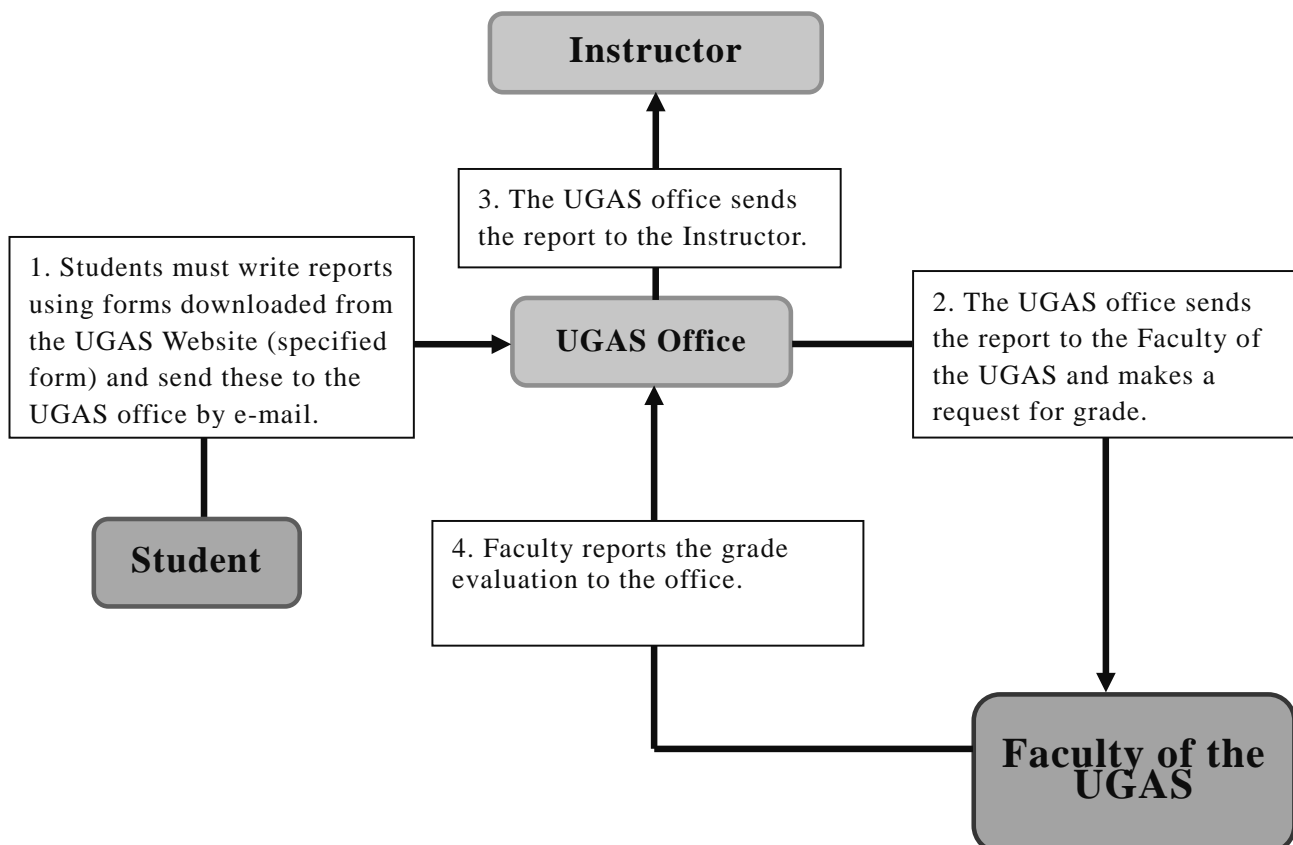 Instructor
3. The UGAS office sends
the report to the Instructor.
1. Students must write reports
using forms downloaded from
the UGAS Website (specified
form) and send these to the
UGAS office by e-mail.
UGAS Office
2. The UGAS office sends
the report to the Faculty of
the UGAS and makes a
request for grade.
Student
4. Faculty reports the grade
evaluation to the office.
Faculty of the
UGAS